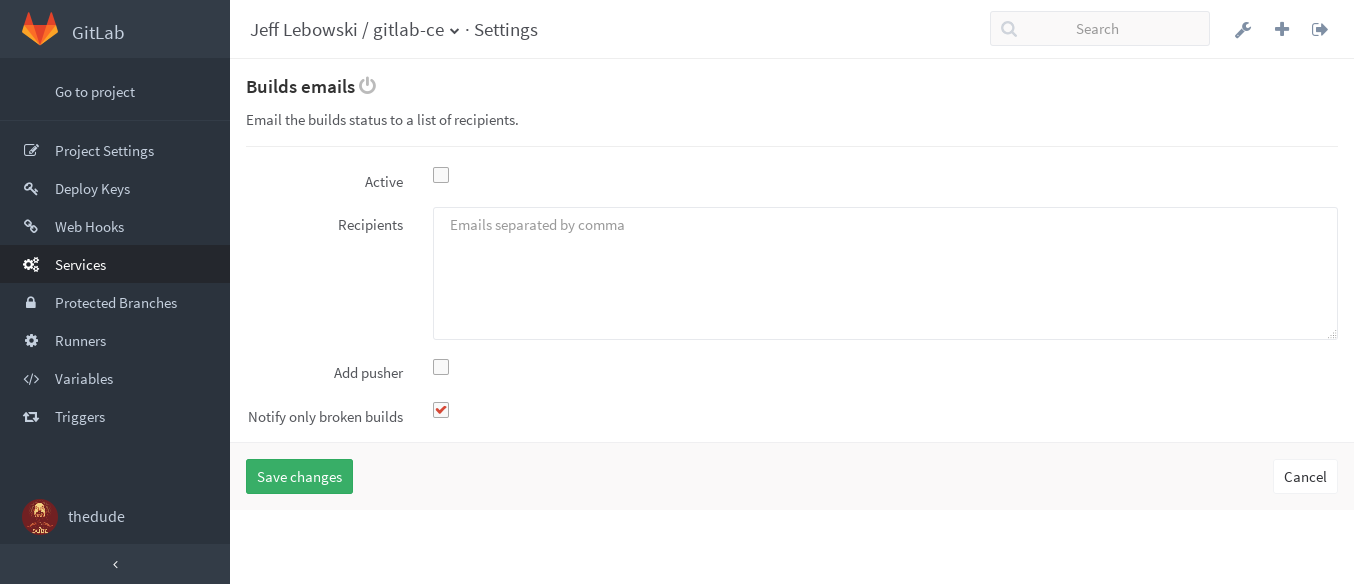 GitLab
Jeff Lebowski / gitlab-ce · Settings
Search
Go to project
Project Settings
Deploy Keys
Web Hooks
Services
Protected Branches
Runners
Variables
Triggers
thedude
Builds emails
Email the builds status to a list of recipients.
Active
Recipients
Emails separated by comma
Add pusher
Notify only broken builds
Save changes
Cancel